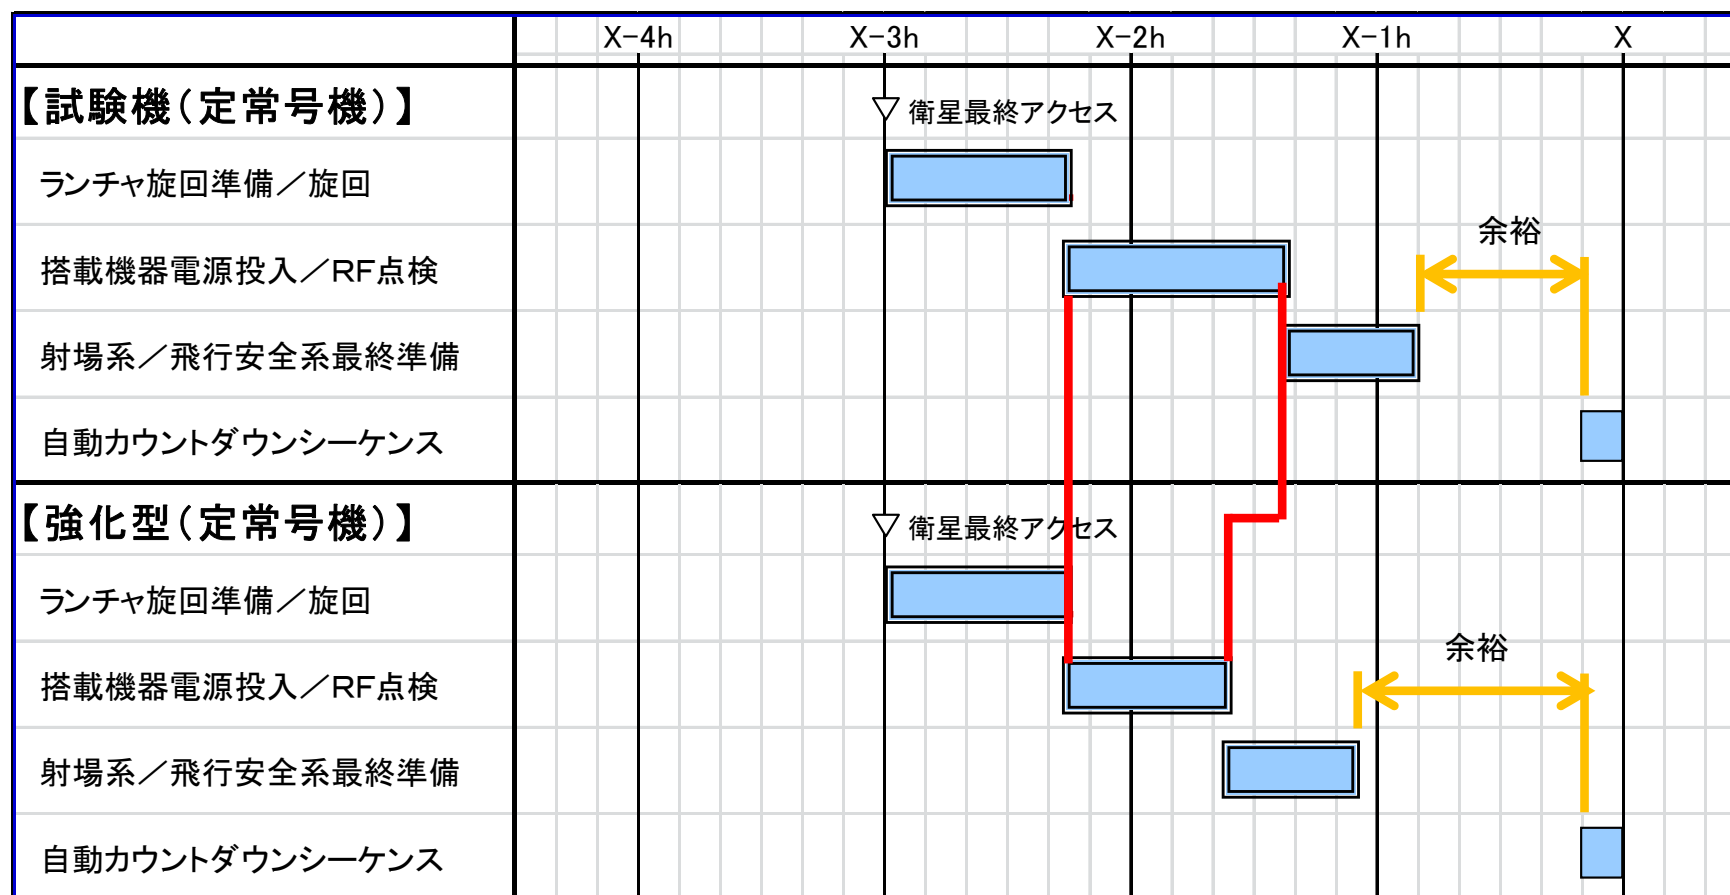 X-4h X-3h X-2h X-1h X
【試験機(定常号機)】
▽ 衛星最終アクセス
ランチャ旋回準備／旋回
余裕
搭載機器電源投入／RF点検
射場系／飛行安全系最終準備
自動カウントダウンシーケンス
【強化型(定常号機)】
▽ 衛星最終アクセス
ランチャ旋回準備／旋回
余裕
搭載機器電源投入／RF点検
射場系／飛行安全系最終準備
自動カウントダウンシーケンス